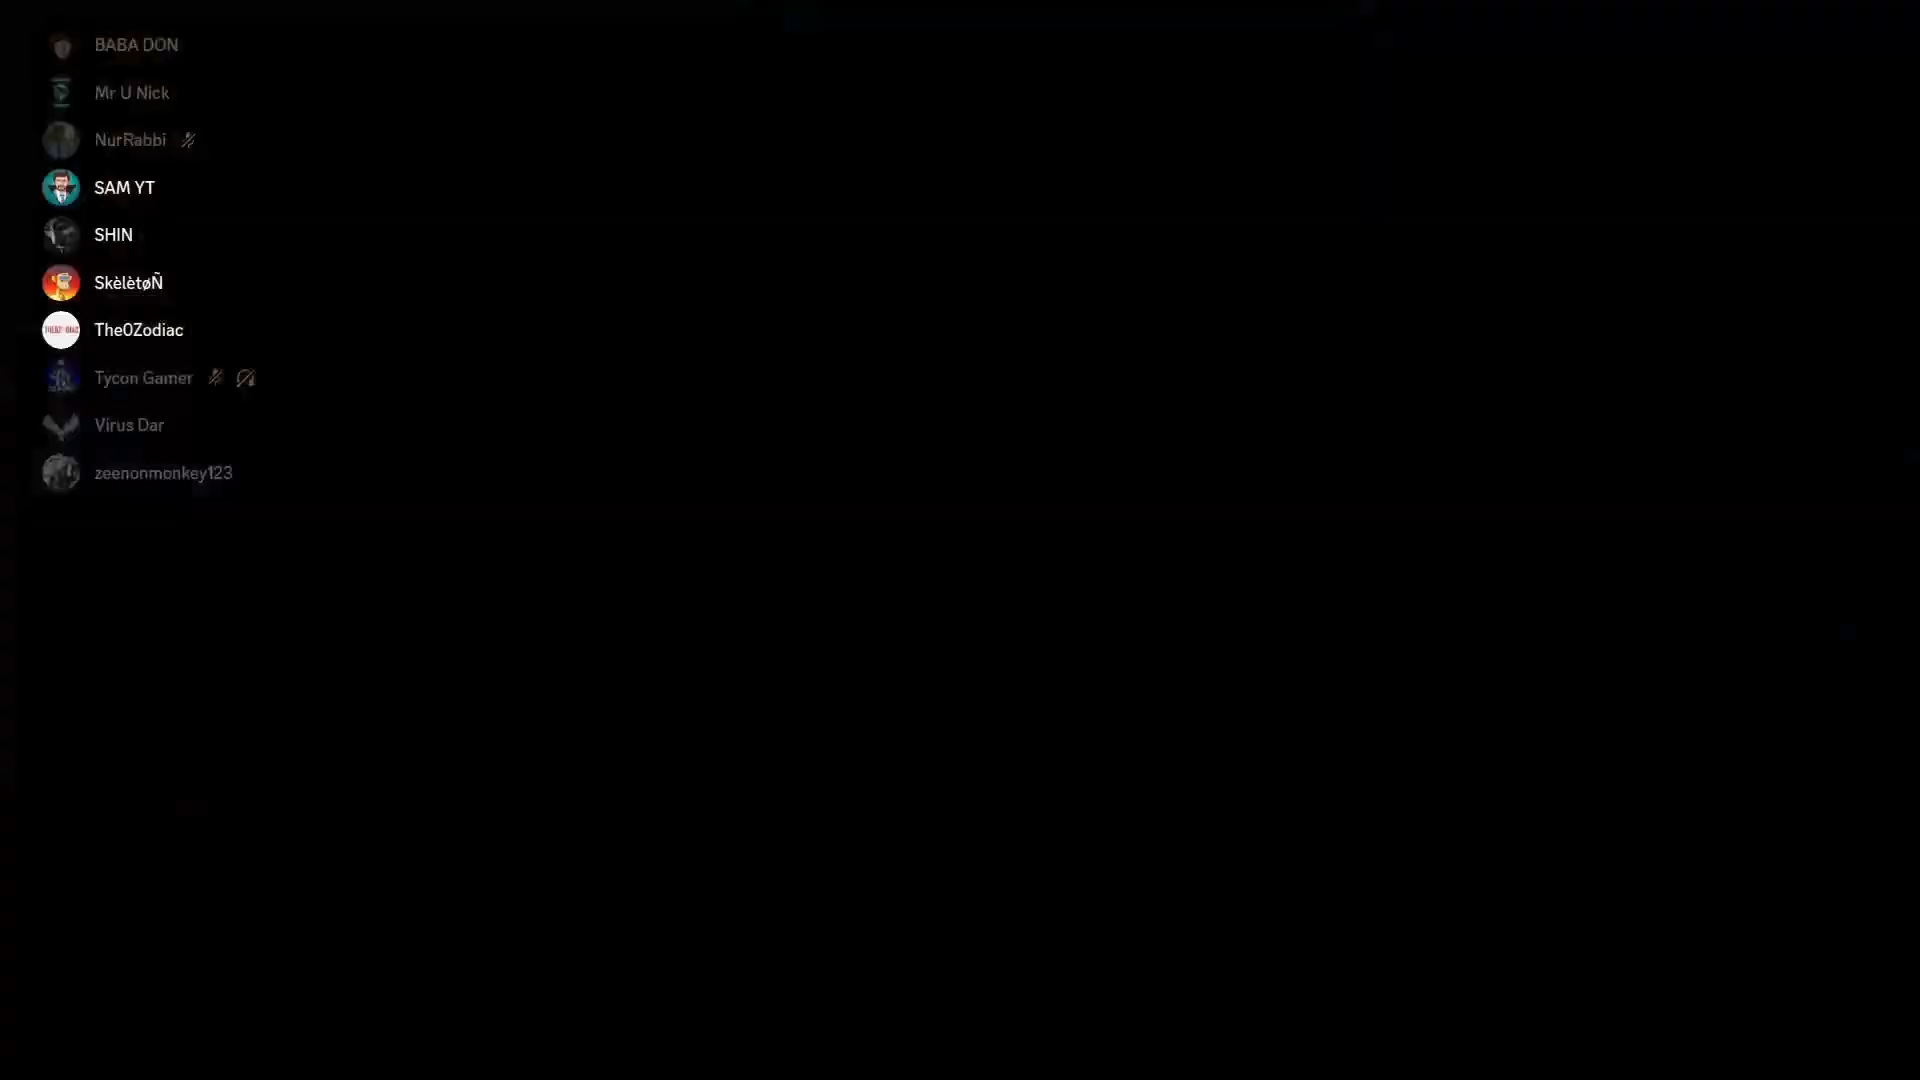 BABA DON
Mr U Nick
NurRabbi
SAM YT
SHIN
SkèlètøÑ
The0Zodiac
Tycon Gamer
Virus Dar
zeenonmonkey123